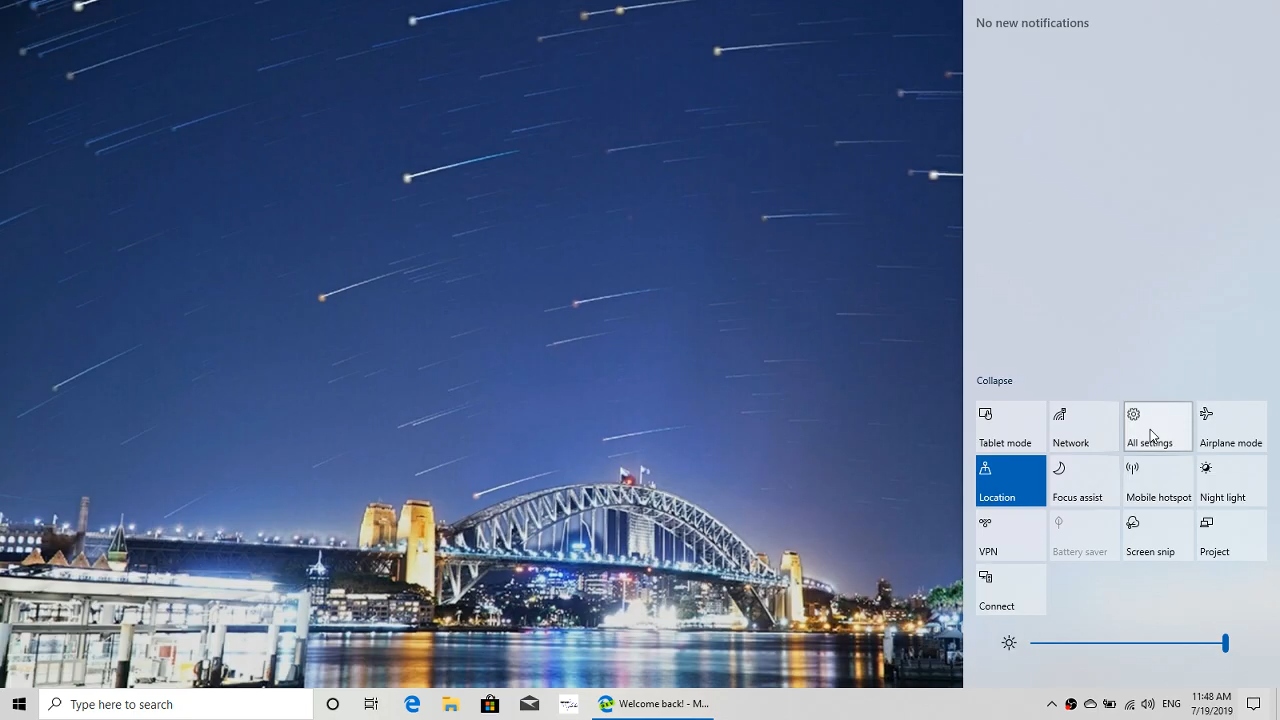 No new notifications
Collapse
Tablet mode
Network
All settings
Airplane mode
Location
Focus assist
Mobile hotspot
Night light
VPN
Battery saver
Screen snip
Project
Connect
Type here to search
Welcome back! - M...
ENG
11:48 AM
7/19/2019